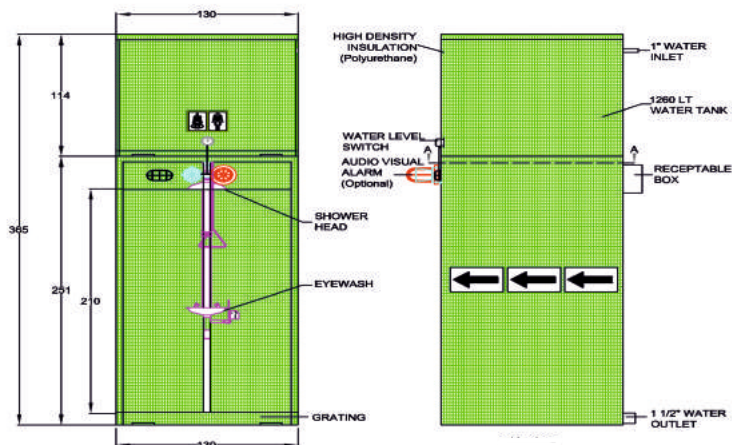 130
365
114
251
210
SHOWER
HEAD
EYEWASH
GRATING
130
HIGH DENSITY
INSULATION
(Polyurethane)
WATER LEVEL
SWITCH
AUDIO VISUAL
ALARM
(Optional)
A
A
1" WATER
INLET
1260 LT
WATER TANK
RECEPTABLE
BOX
1 1/2" WATER
OUTLET